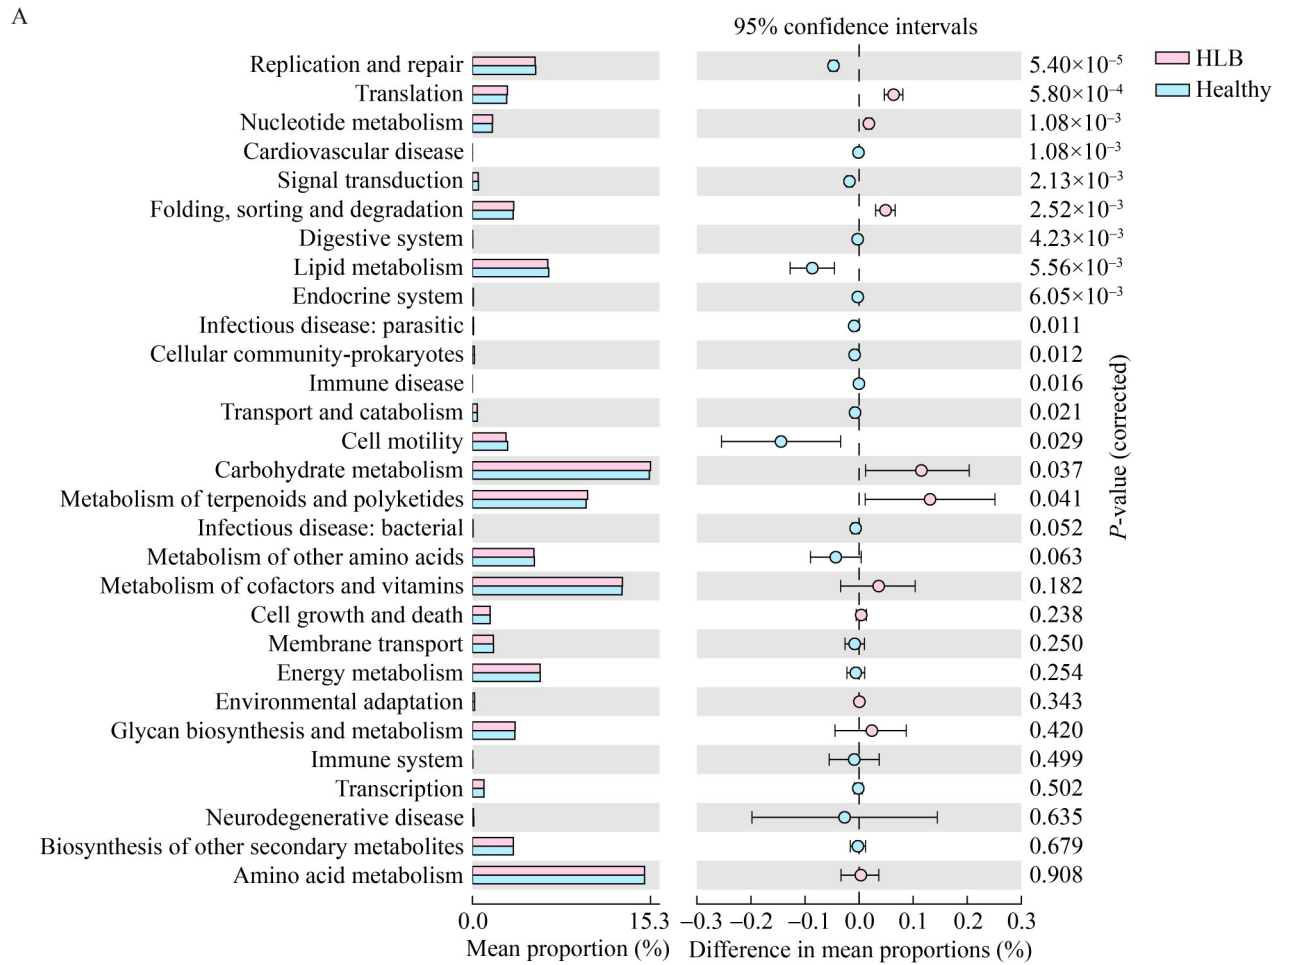 A
95% confidence intervals
Replication and repair 5.40×10⁻⁵
Translation 5.80×10⁻⁴
Nucleotide metabolism 1.08×10⁻³
Cardiovascular disease 1.08×10⁻³
Signal transduction 2.13×10⁻³
Folding, sorting and degradation 2.52×10⁻³
Digestive system 4.23×10⁻³
Lipid metabolism 5.56×10⁻³
Endocrine system 6.05×10⁻³
Infectious disease: parasitic 0.011
Cellular community-prokaryotes 0.012
Immune disease 0.016
Transport and catabolism 0.021
Cell motility 0.029
Carbohydrate metabolism 0.037
Metabolism of terpenoids and polyketides 0.041
Infectious disease: bacterial 0.052
Metabolism of other amino acids 0.063
Metabolism of cofactors and vitamins 0.182
Cell growth and death 0.238
Membrane transport 0.250
Energy metabolism 0.254
Environmental adaptation 0.343
Glycan biosynthesis and metabolism 0.420
Immune system 0.499
Transcription 0.502
Neurodegenerative disease 0.635
Biosynthesis of other secondary metabolites 0.679
Amino acid metabolism 0.908
0.0 15.3 −0.3 −0.2 −0.1 0.0 0.1 0.2 0.3
Mean proportion (%) Difference in mean proportions (%)
P-value (corrected)
HLB
Healthy